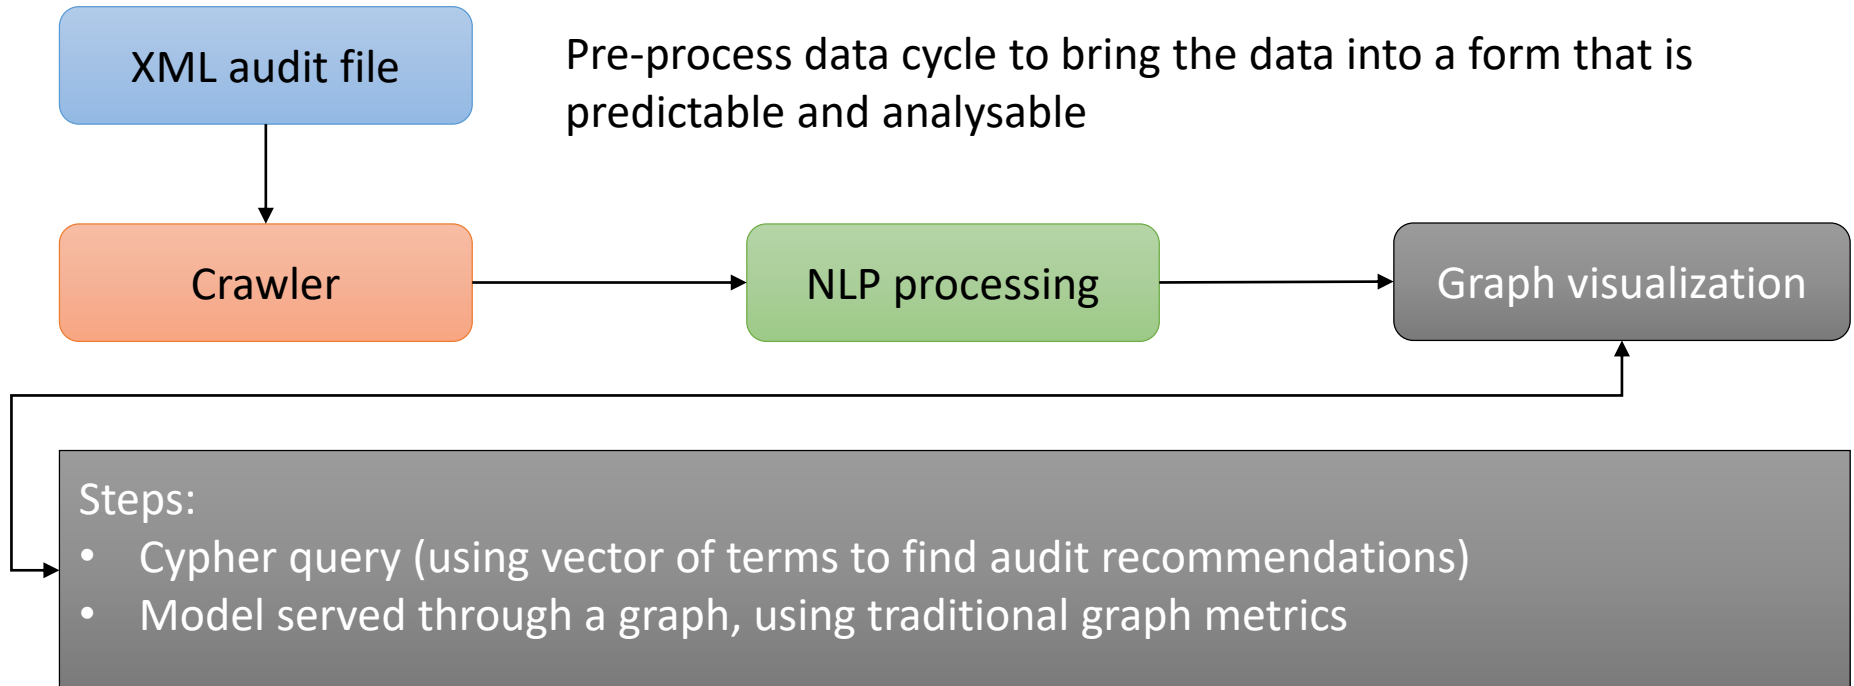 XML audit file
Pre-process data cycle to bring the data into a form that is
predictable and analysable
Crawler
NLP processing
Graph visualization
Steps:
• Cypher query (using vector of terms to find audit recommendations)
• Model served through a graph, using traditional graph metrics